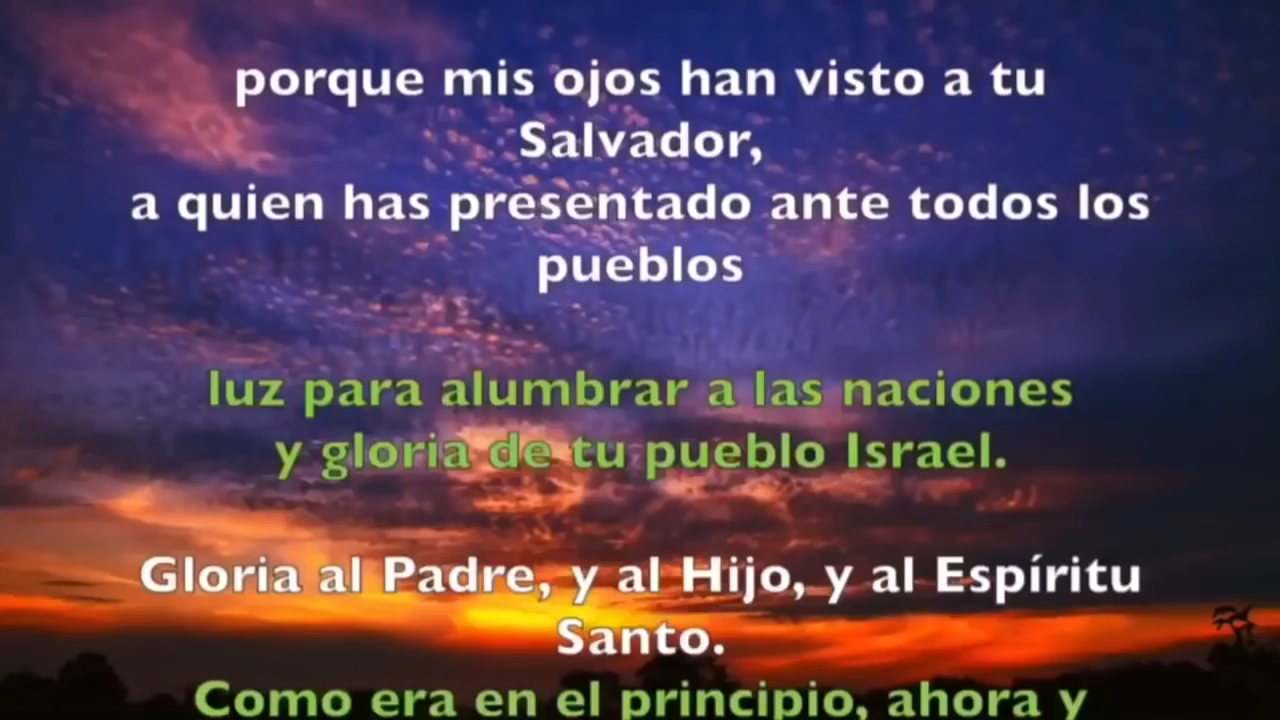 porque mis ojos han visto a tu
Salvador,
a quien has presentado ante todos los
pueblos
luz para alumbrar a las naciones
y gloria de tu pueblo Israel.
Gloria al Padre, y al Hijo, y al Espíritu
Santo.
Como era en el principio, ahora y